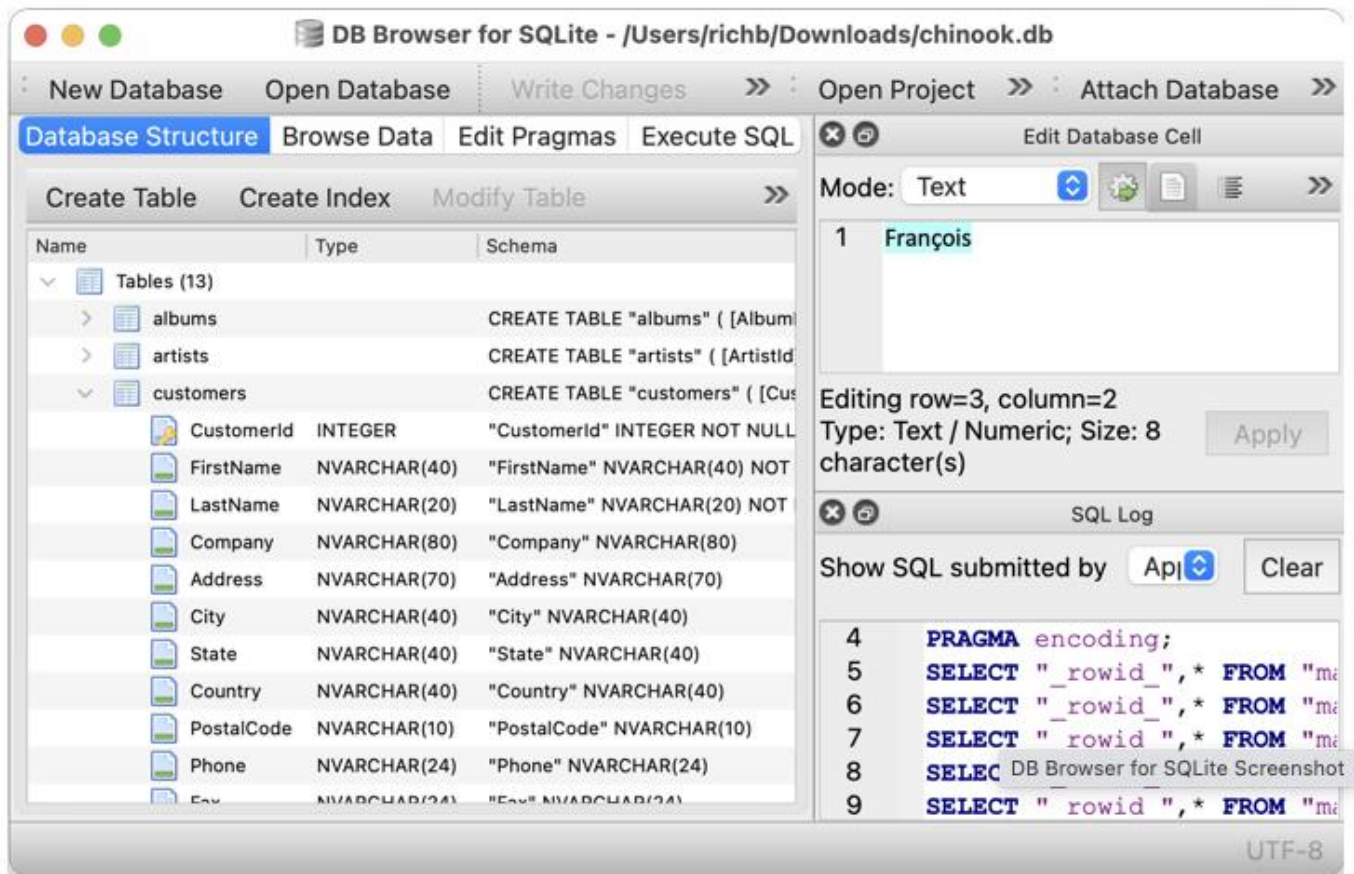 DB Browser for SQLite - /Users/richb/Downloads/chinook.db
New Database Open Database Write Changes » Open Project » Attach Database »
Database Structure Browse Data Edit Pragmas Execute SQL
Create Table Create Index Modify Table »
Name Type Schema
Tables (13)
albums CREATE TABLE "albums" ( [Album
artists CREATE TABLE "artists" ( [ArtistId
customers CREATE TABLE "customers" ( [Cus
CustomerId INTEGER "CustomerId" INTEGER NOT NULL
FirstName NVARCHAR(40) "FirstName" NVARCHAR(40) NOT
LastName NVARCHAR(20) "LastName" NVARCHAR(20) NOT
Company NVARCHAR(80) "Company" NVARCHAR(80)
Address NVARCHAR(70) "Address" NVARCHAR(70)
City NVARCHAR(40) "City" NVARCHAR(40)
State NVARCHAR(40) "State" NVARCHAR(40)
Country NVARCHAR(40) "Country" NVARCHAR(40)
PostalCode NVARCHAR(10) "PostalCode" NVARCHAR(10)
Phone NVARCHAR(24) "Phone" NVARCHAR(24)
Fax NVARCHAR(24) "Fax" NVARCHAR(24)
Edit Database Cell
Mode: Text »
1 François
Editing row=3, column=2
Type: Text / Numeric; Size: 8
character(s)
Apply
SQL Log
Show SQL submitted by App Clear
4 PRAGMA encoding;
5 SELECT "_rowid_",* FROM "ma
6 SELECT "_rowid_",* FROM "ma
7 SELECT "_rowid_",* FROM "ma
8 SELEC DB Browser for SQLite Screenshot
9 SELECT "_rowid_",* FROM "ma
UTF-8